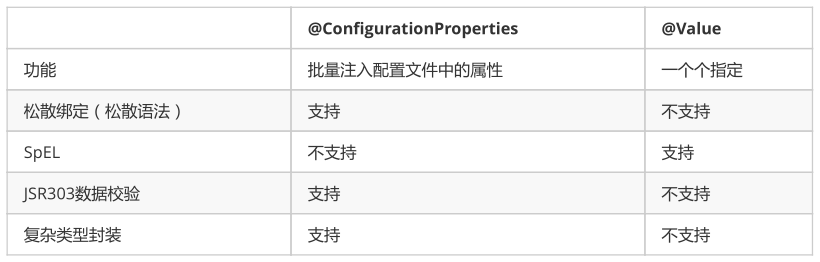 @ConfigurationProperties @Value
功能 批量注入配置文件中的属性 一个个指定
松散绑定（松散语法） 支持 不支持
SpEL 不支持 支持
JSR303数据校验 支持 不支持
复杂类型封装 支持 不支持